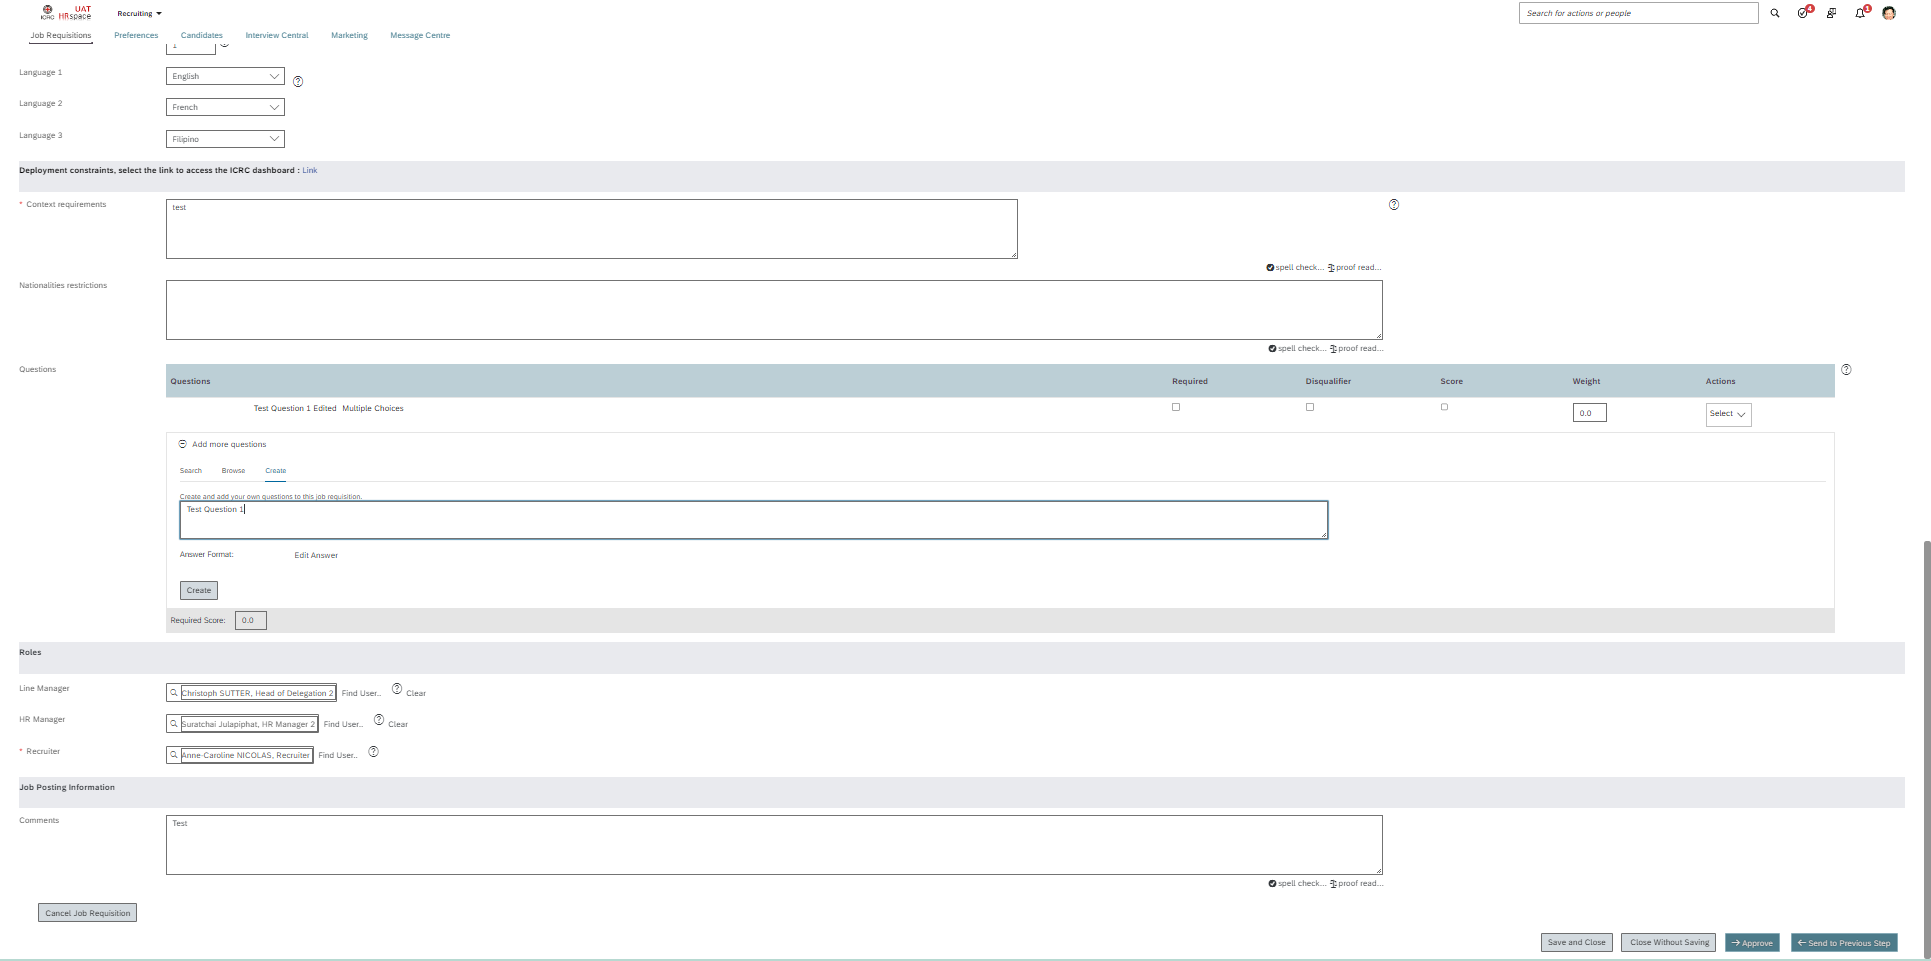 UAT
ICRC HRspace
Recruiting
Search for actions or people
4
1
Job Requisitions Preferences Candidates Interview Central Marketing Message Centre
Language 1 English
Language 2 French
Language 3 Filipino
Deployment constraints, select the link to access the ICRC dashboard : Link
* Context requirements test
spell check... proof read...
Nationalities restrictions
spell check... proof read...
Questions
Questions Required Disqualifier Score Weight Actions
Test Question 1 Edited Multiple Choices 0.0 Select
Add more questions
Search Browse Create
Create and add your own questions to this job requisition.
Test Question 1
Answer Format: Edit Answer
Create
Required Score: 0.0
Roles
Line Manager Christoph SUTTER, Head of Delegation 2 Find User.. Clear
HR Manager Suratchai Julapiphat, HR Manager 2 Find User.. Clear
* Recruiter Anne-Caroline NICOLAS, Recruiter Find User..
Job Posting Information
Comments Test
spell check... proof read...
Cancel Job Requisition
Save and Close Close Without Saving Approve Send to Previous Step